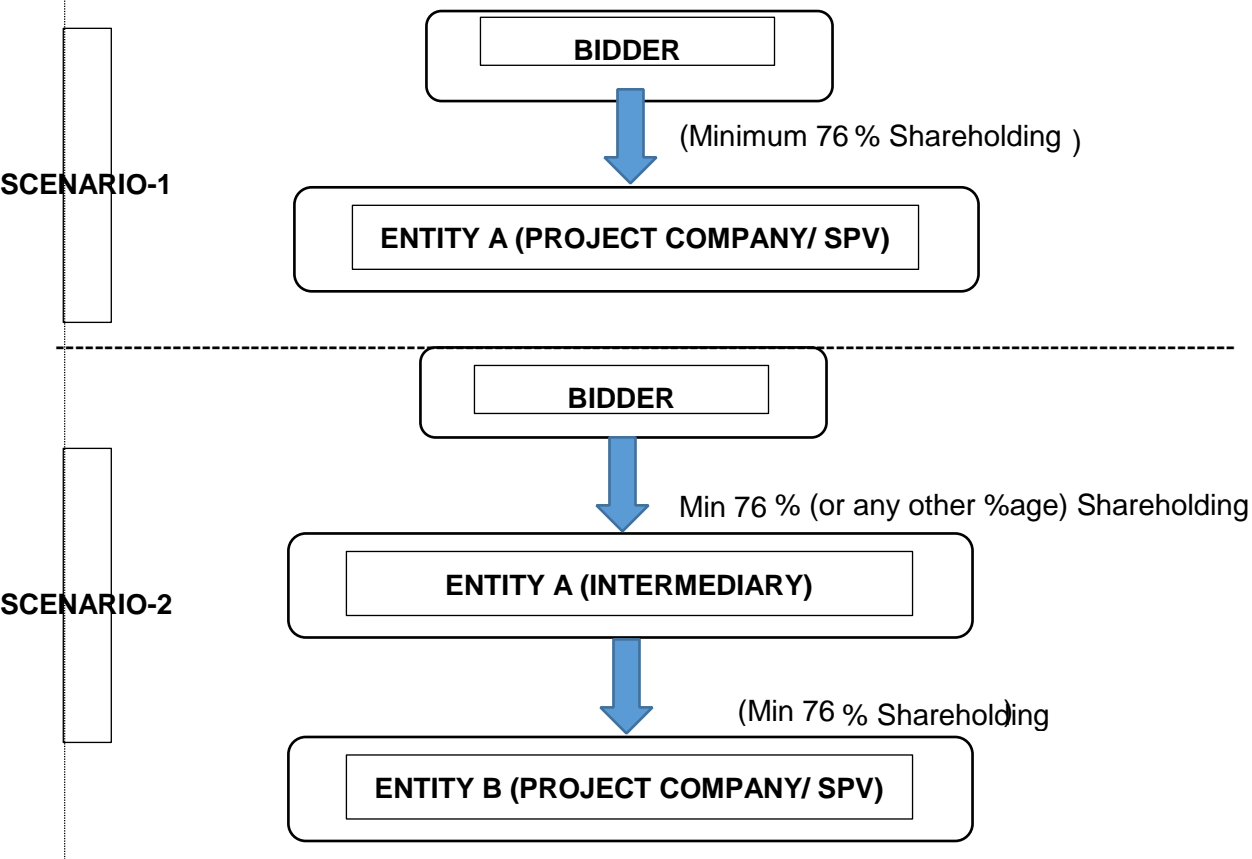 BIDDER
(Minimum 76 % Shareholding )
SCENARIO-1
ENTITY A (PROJECT COMPANY/ SPV)
BIDDER
Min 76 % (or any other %age) Shareholding
ENTITY A (INTERMEDIARY)
SCENARIO-2
(Min 76 % Shareholding)
ENTITY B (PROJECT COMPANY/ SPV)